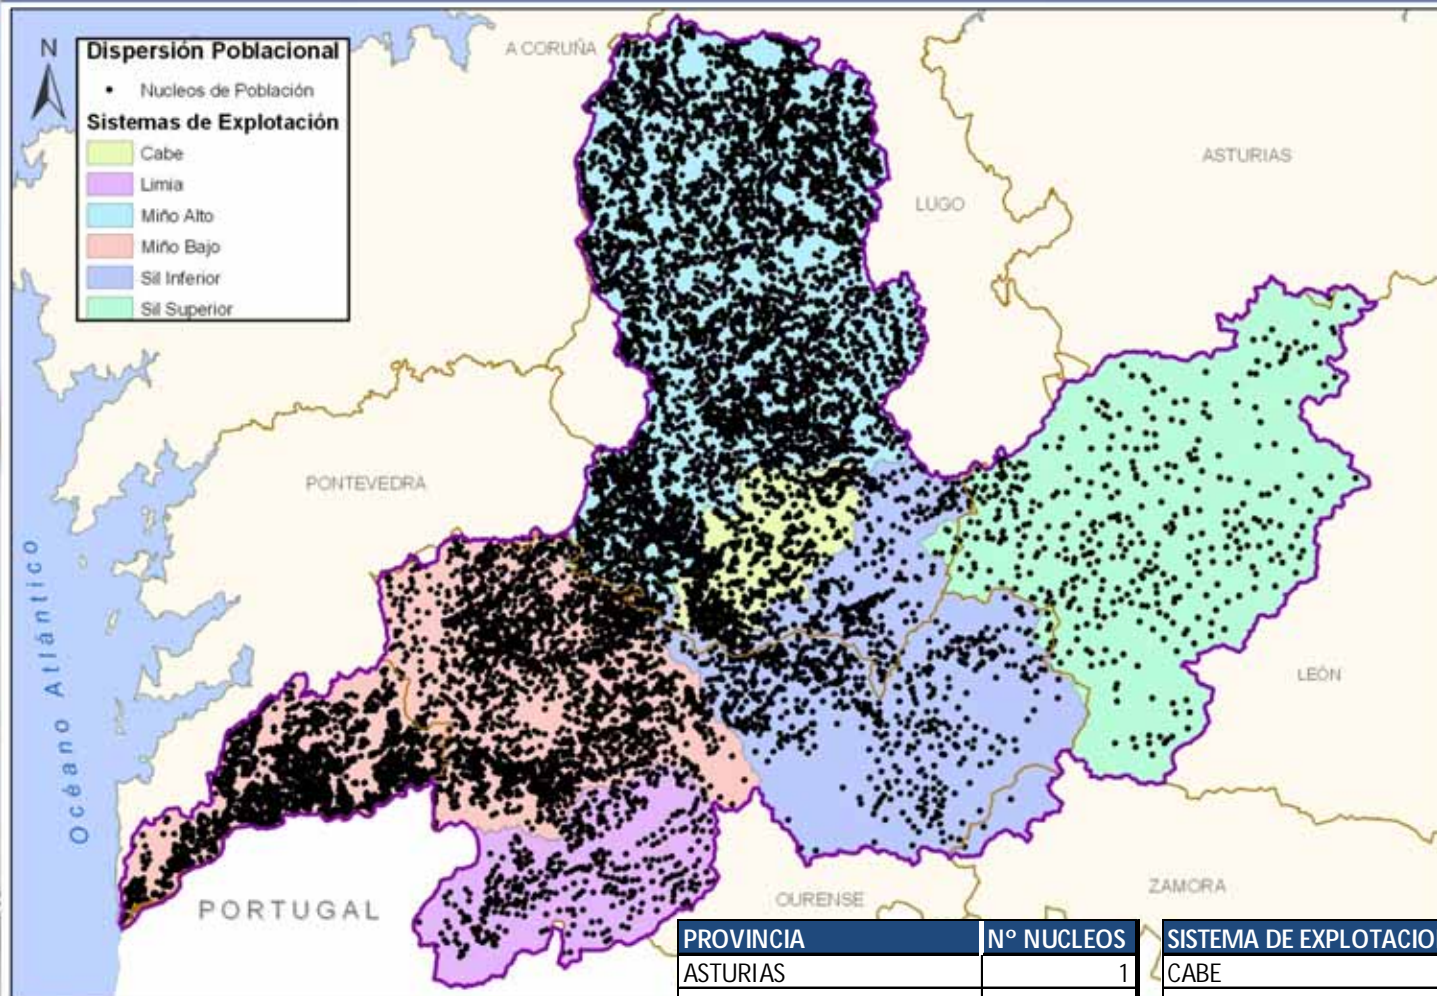 N
Dispersión Poblacional
Nucleos de Población
Sistemas de Explotación
Cabe
Limia
Miño Alto
Miño Bajo
Sil Inferior
Sil Superior
A CORUÑA
ASTURIAS
LUGO
PONTEVEDRA
Océano Atlántico
LEÓN
PORTUGAL
OURENSE
ZAMORA
PROVINCIA Nº NUCLEOS SISTEMA DE EXPLOTACIO
ASTURIAS 1 CABE